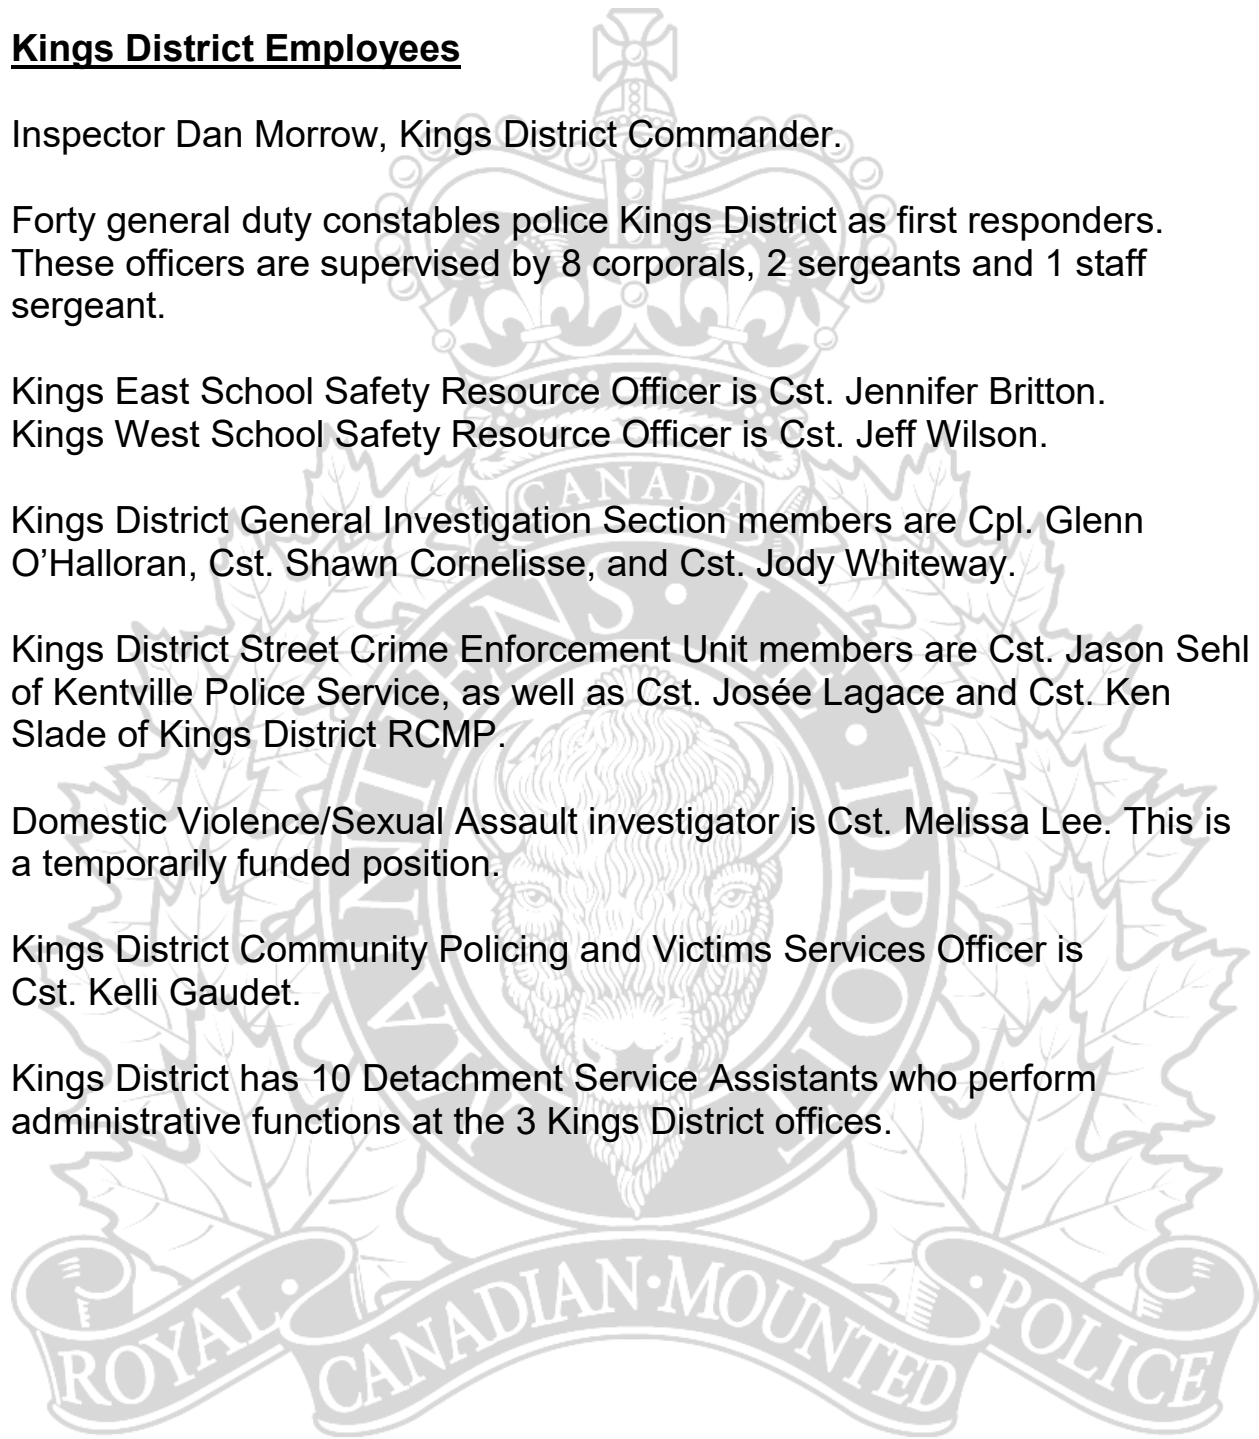 Kings District Employees
Inspector Dan Morrow, Kings District Commander.
Forty general duty constables police Kings District as first responders.
These officers are supervised by 8 corporals, 2 sergeants and 1 staff
sergeant.
Kings East School Safety Resource Officer is Cst. Jennifer Britton.
Kings West School Safety Resource Officer is Cst. Jeff Wilson.
CANADA
Kings District General Investigation Section members are Cpl. Glenn
O’Halloran, Cst. Shawn Cornelisse, and Cst. Jody Whiteway.
MAINTIENS LE DROIT
Kings District Street Crime Enforcement Unit members are Cst. Jason Sehl
of Kentville Police Service, as well as Cst. Josée Lagace and Cst. Ken
Slade of Kings District RCMP.
Domestic Violence/Sexual Assault investigator is Cst. Melissa Lee. This is
a temporarily funded position.
Kings District Community Policing and Victims Services Officer is
Cst. Kelli Gaudet.
Kings District has 10 Detachment Service Assistants who perform
administrative functions at the 3 Kings District offices.
ROYAL · CANADIAN · MOUNTED · POLICE